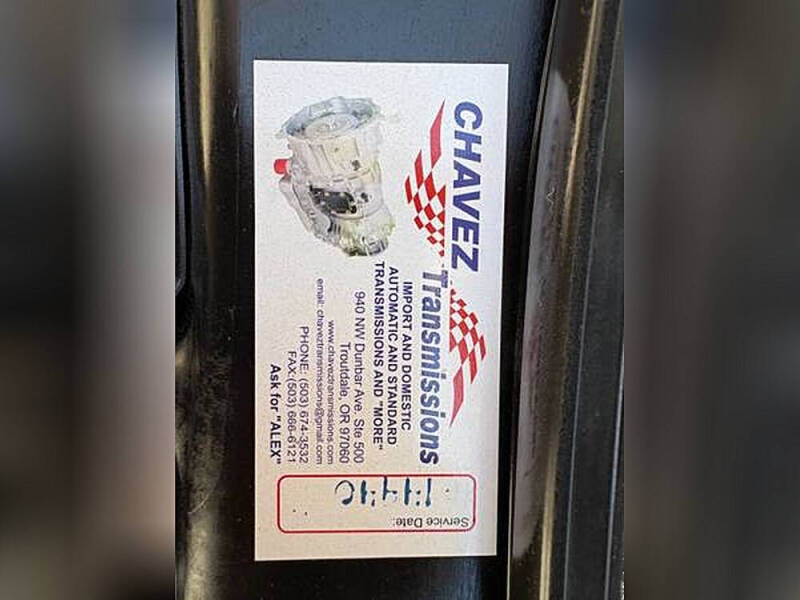 CHAVEZ
Transmissions
IMPORT AND DOMESTIC
AUTOMATIC AND STANDARD
TRANSMISSIONS AND "MORE"
940 NW Dunbar Ave. Ste 500
Troutdale, OR 97060
www.chaveztransmissions.com
email: chaveztransmissions@gmail.com
PHONE: (503) 674-3532
FAX:(503) 666-6121
Ask for "ALEX"
Service Date: